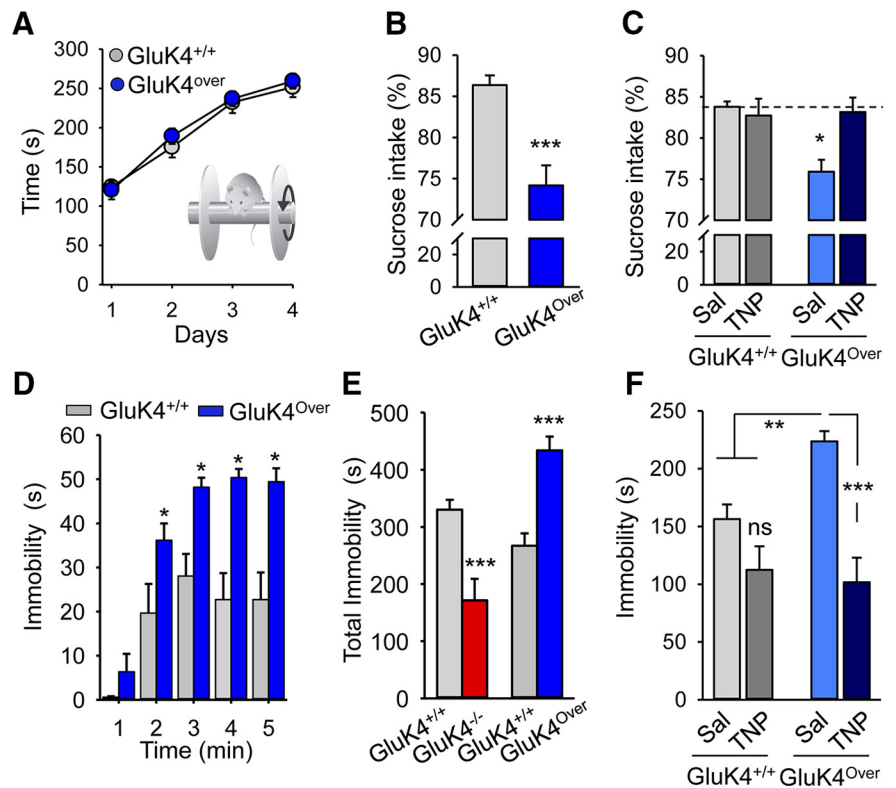 A
GluK4+/+
GluK4over
300
250
200
150
100
50
0
Time (s)
1 2 3 4
Days
B
90
85
80
75
70
20
0
Sucrose intake (%)
***
GluK4+/+
GluK4Over
C
90
85
80
75
70
20
0
Sucrose intake (%)
*
Sal TNP Sal TNP
GluK4+/+ GluK4Over
D
GluK4+/+ GluK4Over
60
50
40
30
20
10
0
Immobility (s)
* * * *
1 2 3 4 5
Time (min)
E
500
400
300
200
100
0
Total Immobility (s)
***
***
GluK4+/+ GluK4-/- GluK4+/+ GluK4Over
F
250
200
150
100
50
0
Immobility (s)
**
***
ns
Sal TNP Sal TNP
GluK4+/+ GluK4Over